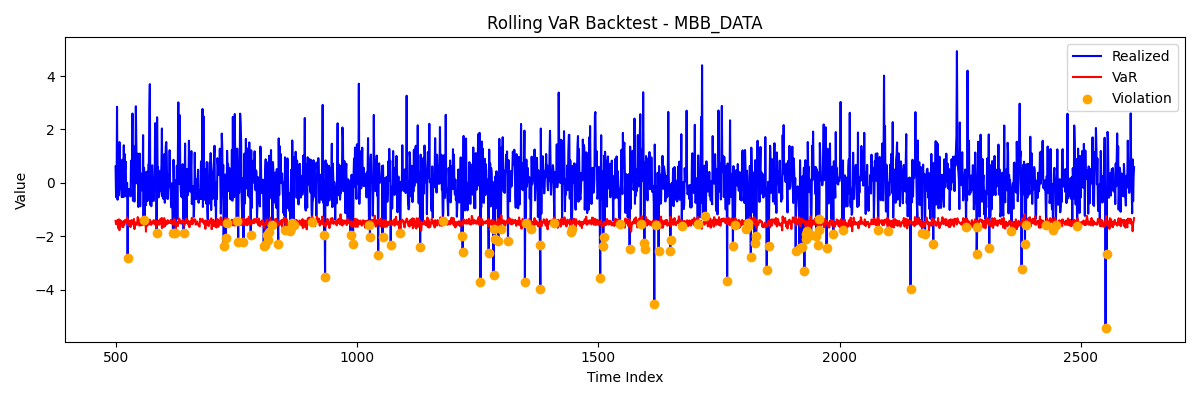 Rolling VaR Backtest - MBB_DATA
Realized
VaR
Violation
Value
4
2
0
−2
−4
500
1000
1500
2000
2500
Time Index